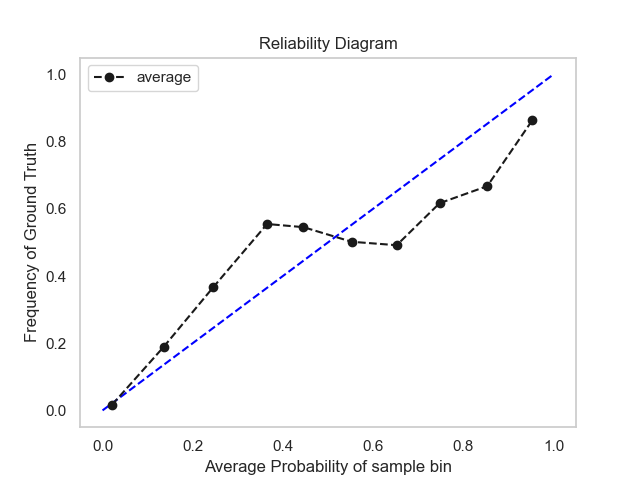 Reliability Diagram
average
Frequency of Ground Truth
1.0
0.8
0.6
0.4
0.2
0.0
0.0 0.2 0.4 0.6 0.8 1.0
Average Probability of sample bin